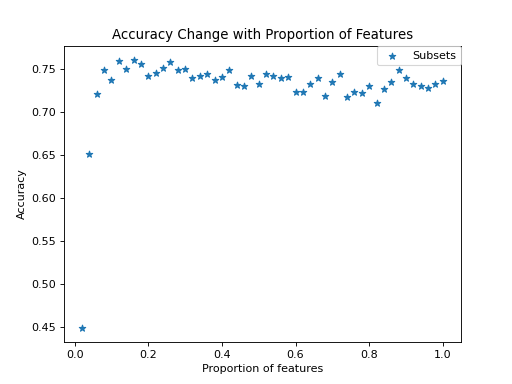 Accuracy Change with Proportion of Features
Subsets
Accuracy
0.75
0.70
0.65
0.60
0.55
0.50
0.45
0.0 0.2 0.4 0.6 0.8 1.0
Proportion of features